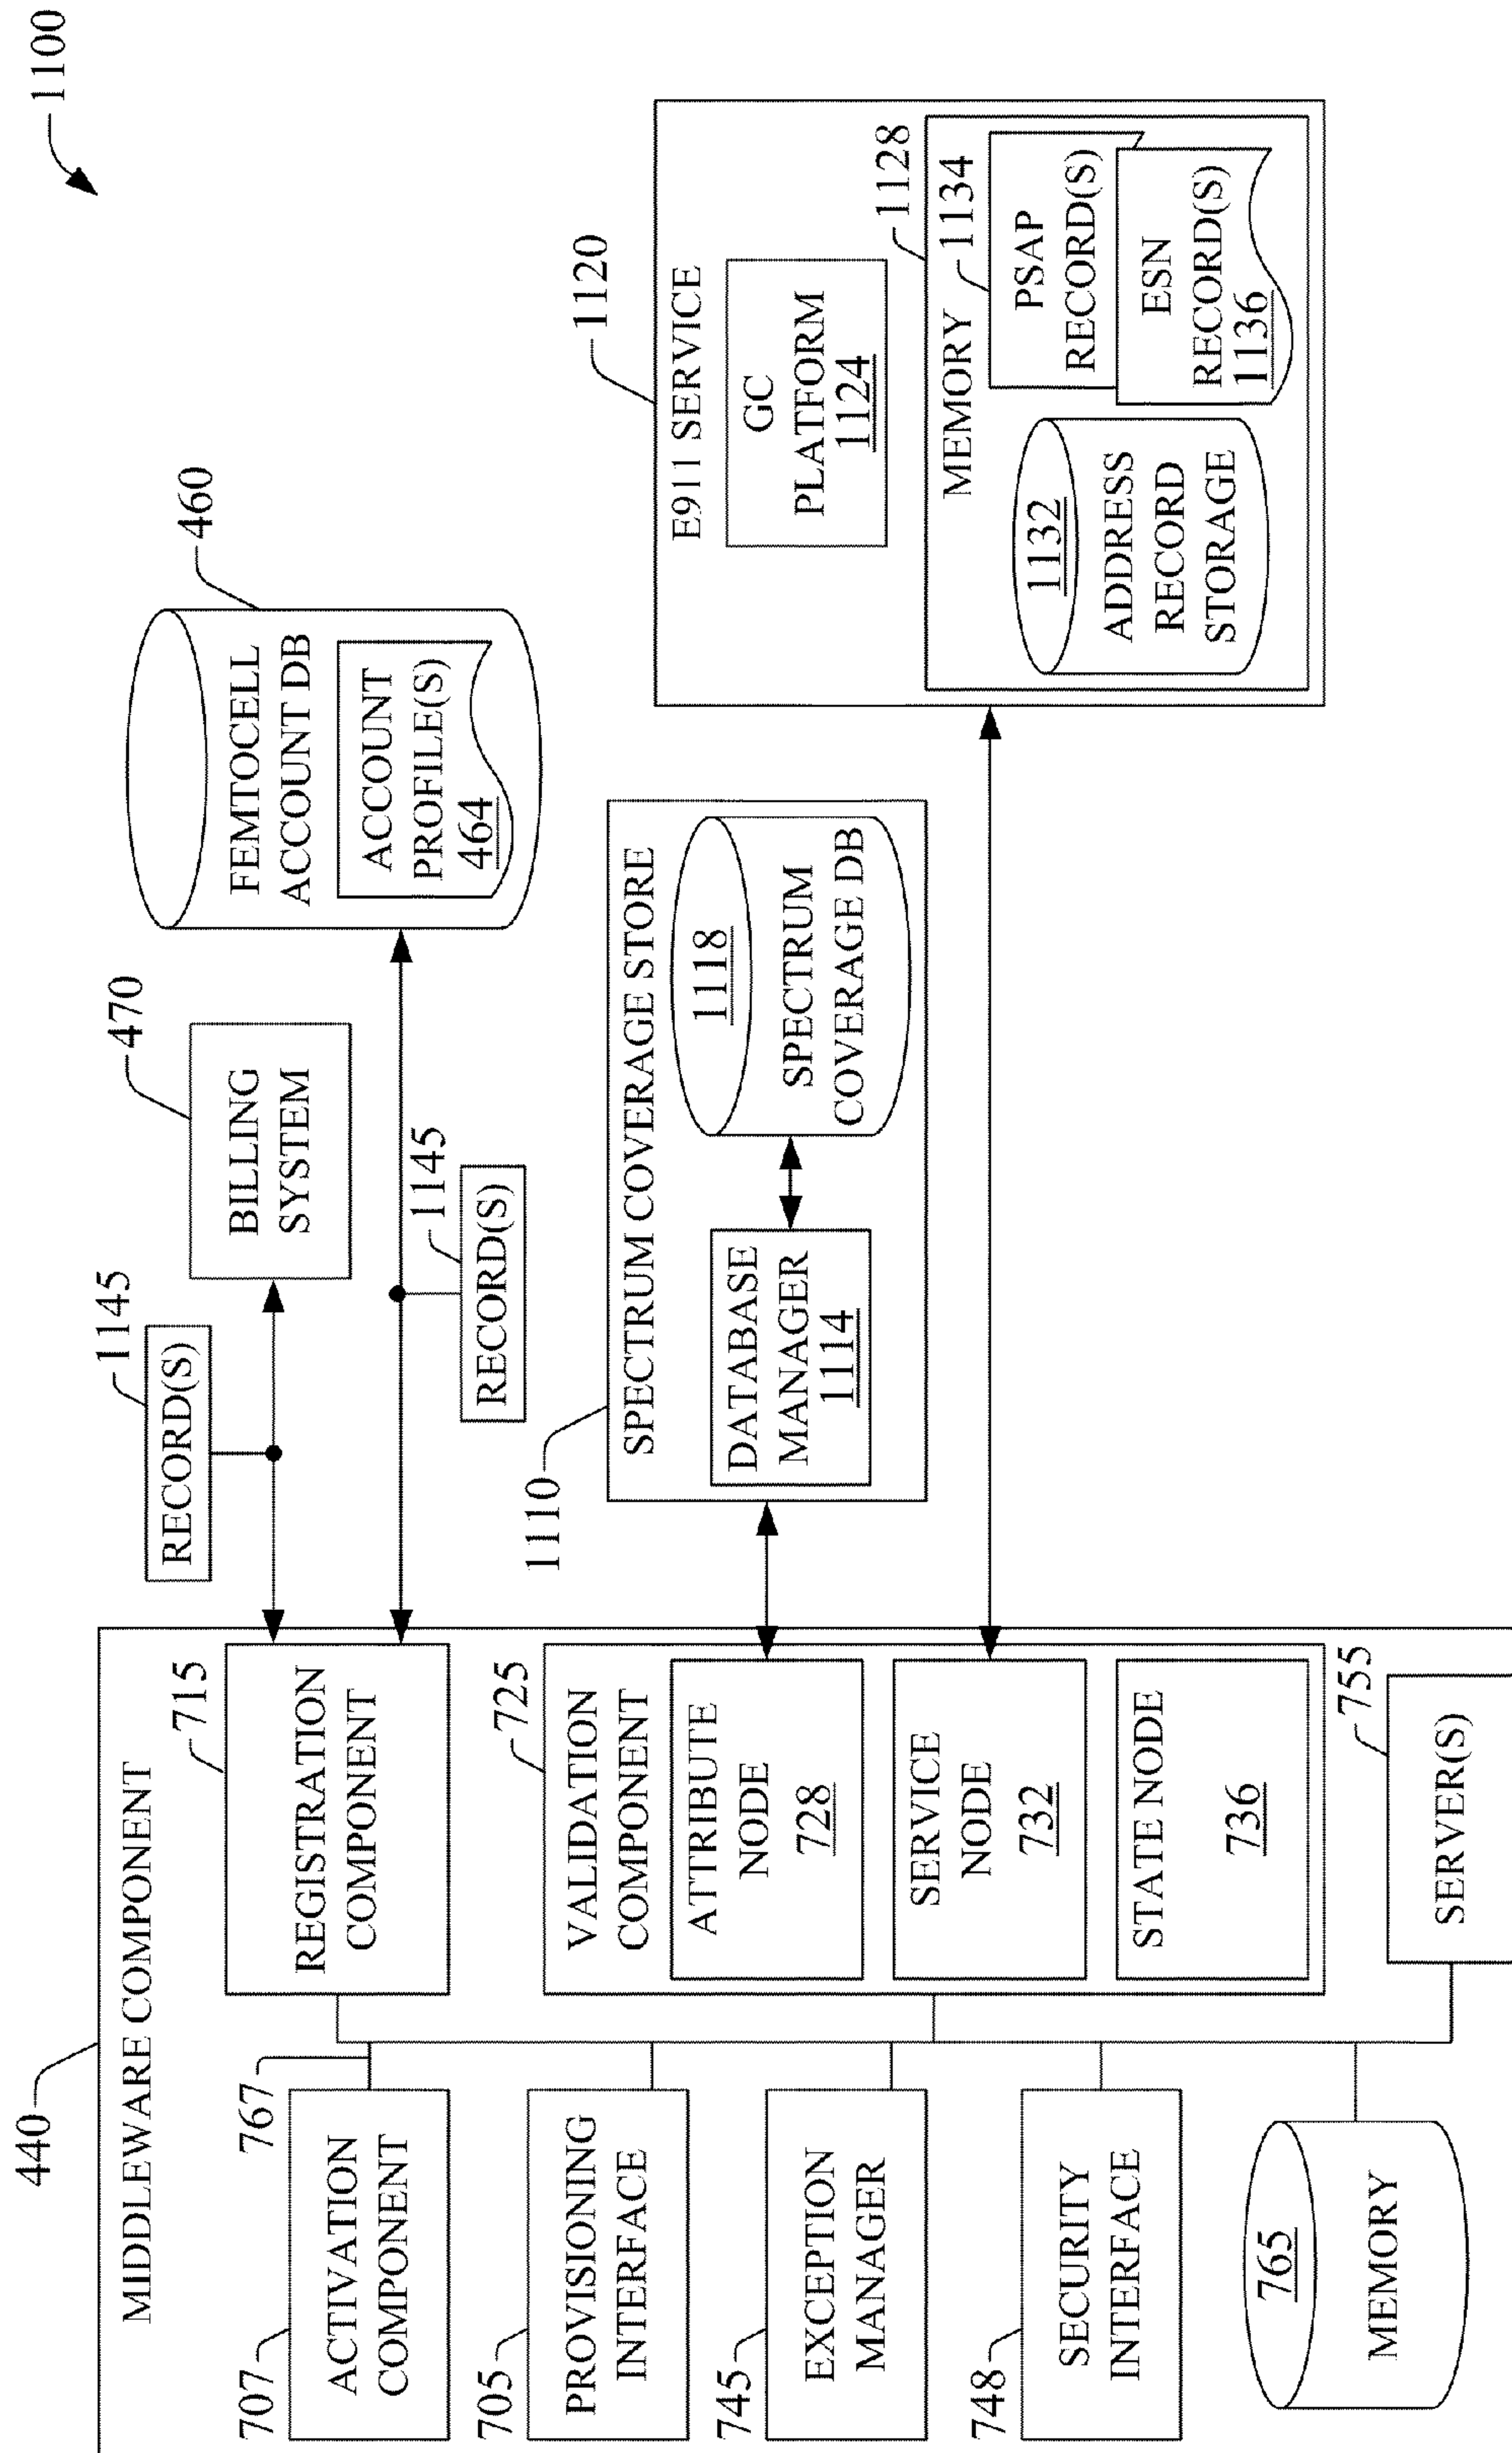 1100
440
MIDDLEWARE COMPONENT
707
ACTIVATION
COMPONENT
767
715
REGISTRATION
COMPONENT
705
PROVISIONING
INTERFACE
745
EXCEPTION
MANAGER
748
SECURITY
INTERFACE
765
MEMORY
725
VALIDATION
COMPONENT
ATTRIBUTE
NODE
728
SERVICE
NODE
732
STATE NODE
736
755
SERVER(S)
1145
RECORD(S)
470
BILLING
SYSTEM
1145
RECORD(S)
460
FEMTOCELL
ACCOUNT DB
ACCOUNT
PROFILE(S)
464
1110
SPECTRUM COVERAGE STORE
DATABASE
MANAGER
1114
1118
SPECTRUM
COVERAGE DB
1120
E911 SERVICE
GC
PLATFORM
1124
1128
MEMORY
1134
1132
ADDRESS
RECORD
STORAGE
PSAP
RECORD(S)
ESN
RECORD(S)
1136